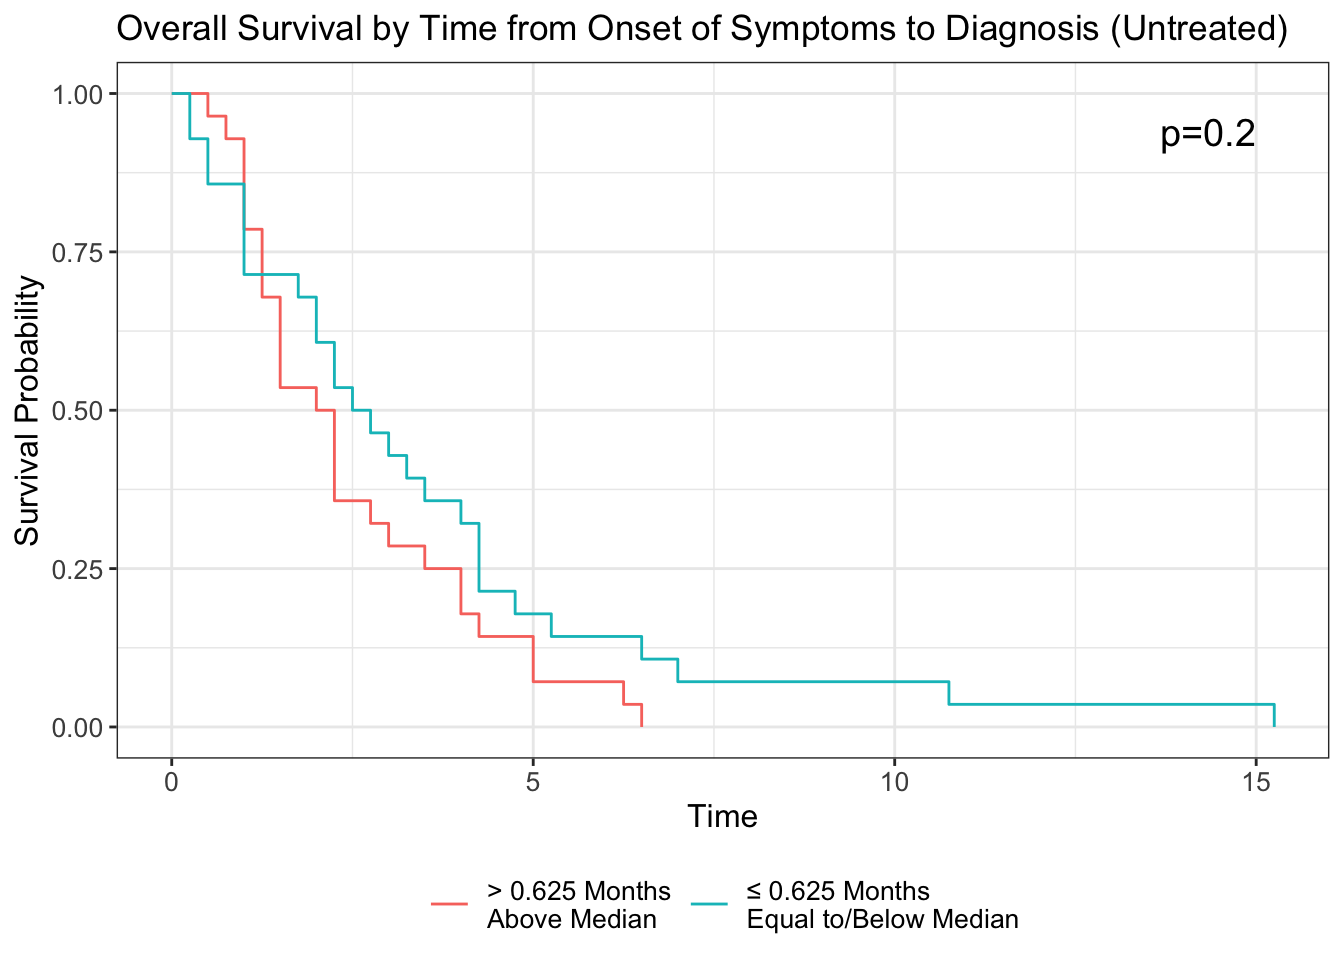 Overall Survival by Time from Onset of Symptoms to Diagnosis (Untreated)
p=0.2
Survival Probability
1.00
0.75
0.50
0.25
0.00
0 5 10 15
Time
> 0.625 Months
Above Median
≤ 0.625 Months
Equal to/Below Median